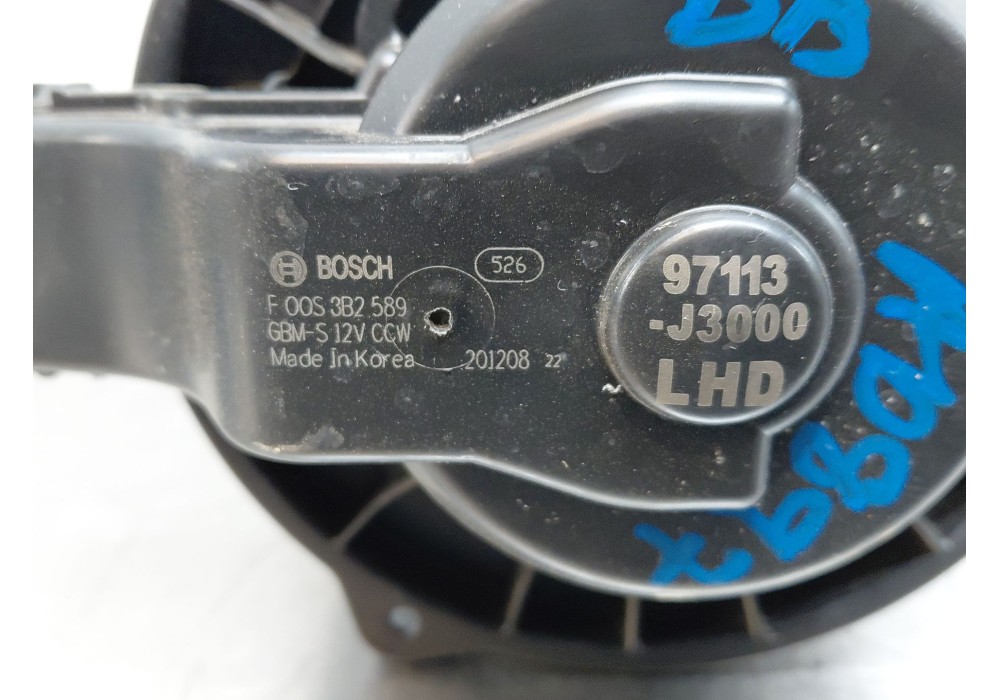 BOSCH
526
F 00S 3B2 589
GBM-S 12V CCW
Made In Korea
201208 22
97113
-J3000
LHD